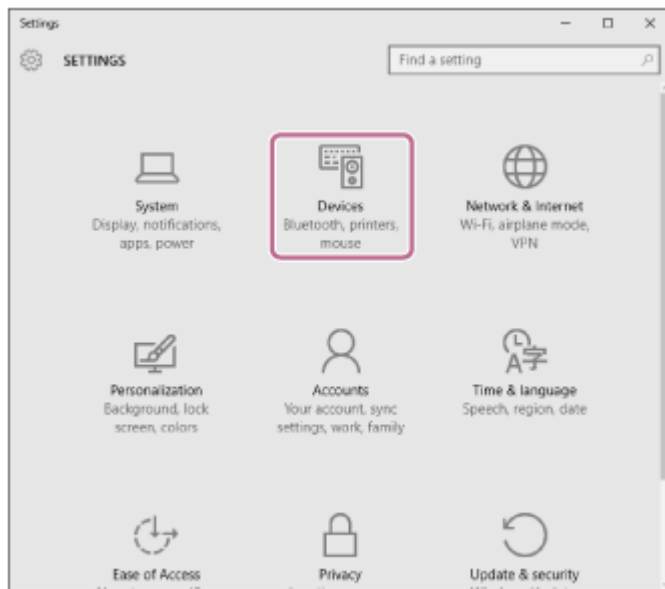 Settings
SETTINGS
Find a setting
System
Display, notifications,
apps, power
Devices
Bluetooth, printers,
mouse
Network & Internet
Wi-Fi, airplane mode,
VPN
Personalization
Background, lock
screen, colors
Accounts
Your account, sync
settings, work, family
Time & language
Speech, region, date
Ease of Access
Privacy
Update & security